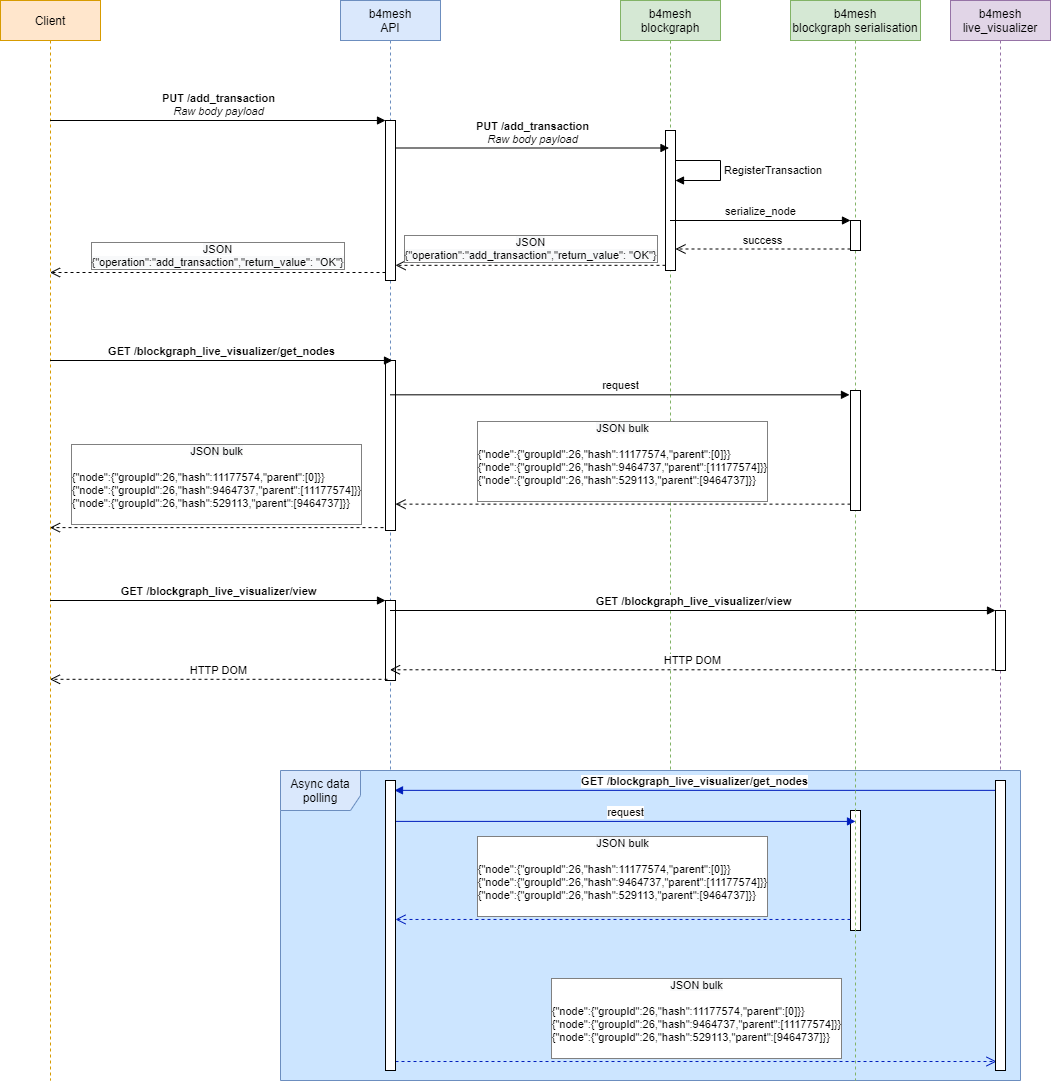 Client
b4mesh
API
b4mesh
blockgraph
b4mesh
blockgraph serialisation
b4mesh
live_visualizer
PUT /add_transaction
Raw body payload
PUT /add_transaction
Raw body payload
RegisterTransaction
serialize_node
success
JSON
{"operation":"add_transaction","return_value": "OK"}
JSON
{"operation":"add_transaction","return_value": "OK"}
GET /blockgraph_live_visualizer/get_nodes
request
JSON bulk
{"node":{"groupId":26,"hash":11177574,"parent":[0]}}
{"node":{"groupId":26,"hash":9464737,"parent":[11177574]}}
{"node":{"groupId":26,"hash":529113,"parent":[9464737]}}
JSON bulk
{"node":{"groupId":26,"hash":11177574,"parent":[0]}}
{"node":{"groupId":26,"hash":9464737,"parent":[11177574]}}
{"node":{"groupId":26,"hash":529113,"parent":[9464737]}}
GET /blockgraph_live_visualizer/view
GET /blockgraph_live_visualizer/view
HTTP DOM
HTTP DOM
Async data
polling
GET /blockgraph_live_visualizer/get_nodes
request
JSON bulk
{"node":{"groupId":26,"hash":11177574,"parent":[0]}}
{"node":{"groupId":26,"hash":9464737,"parent":[11177574]}}
{"node":{"groupId":26,"hash":529113,"parent":[9464737]}}
JSON bulk
{"node":{"groupId":26,"hash":11177574,"parent":[0]}}
{"node":{"groupId":26,"hash":9464737,"parent":[11177574]}}
{"node":{"groupId":26,"hash":529113,"parent":[9464737]}}